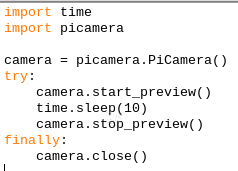 import time
import picamera

camera = picamera.PiCamera()
try:
    camera.start_preview()
    time.sleep(10)
    camera.stop_preview()
finally:
    camera.close()